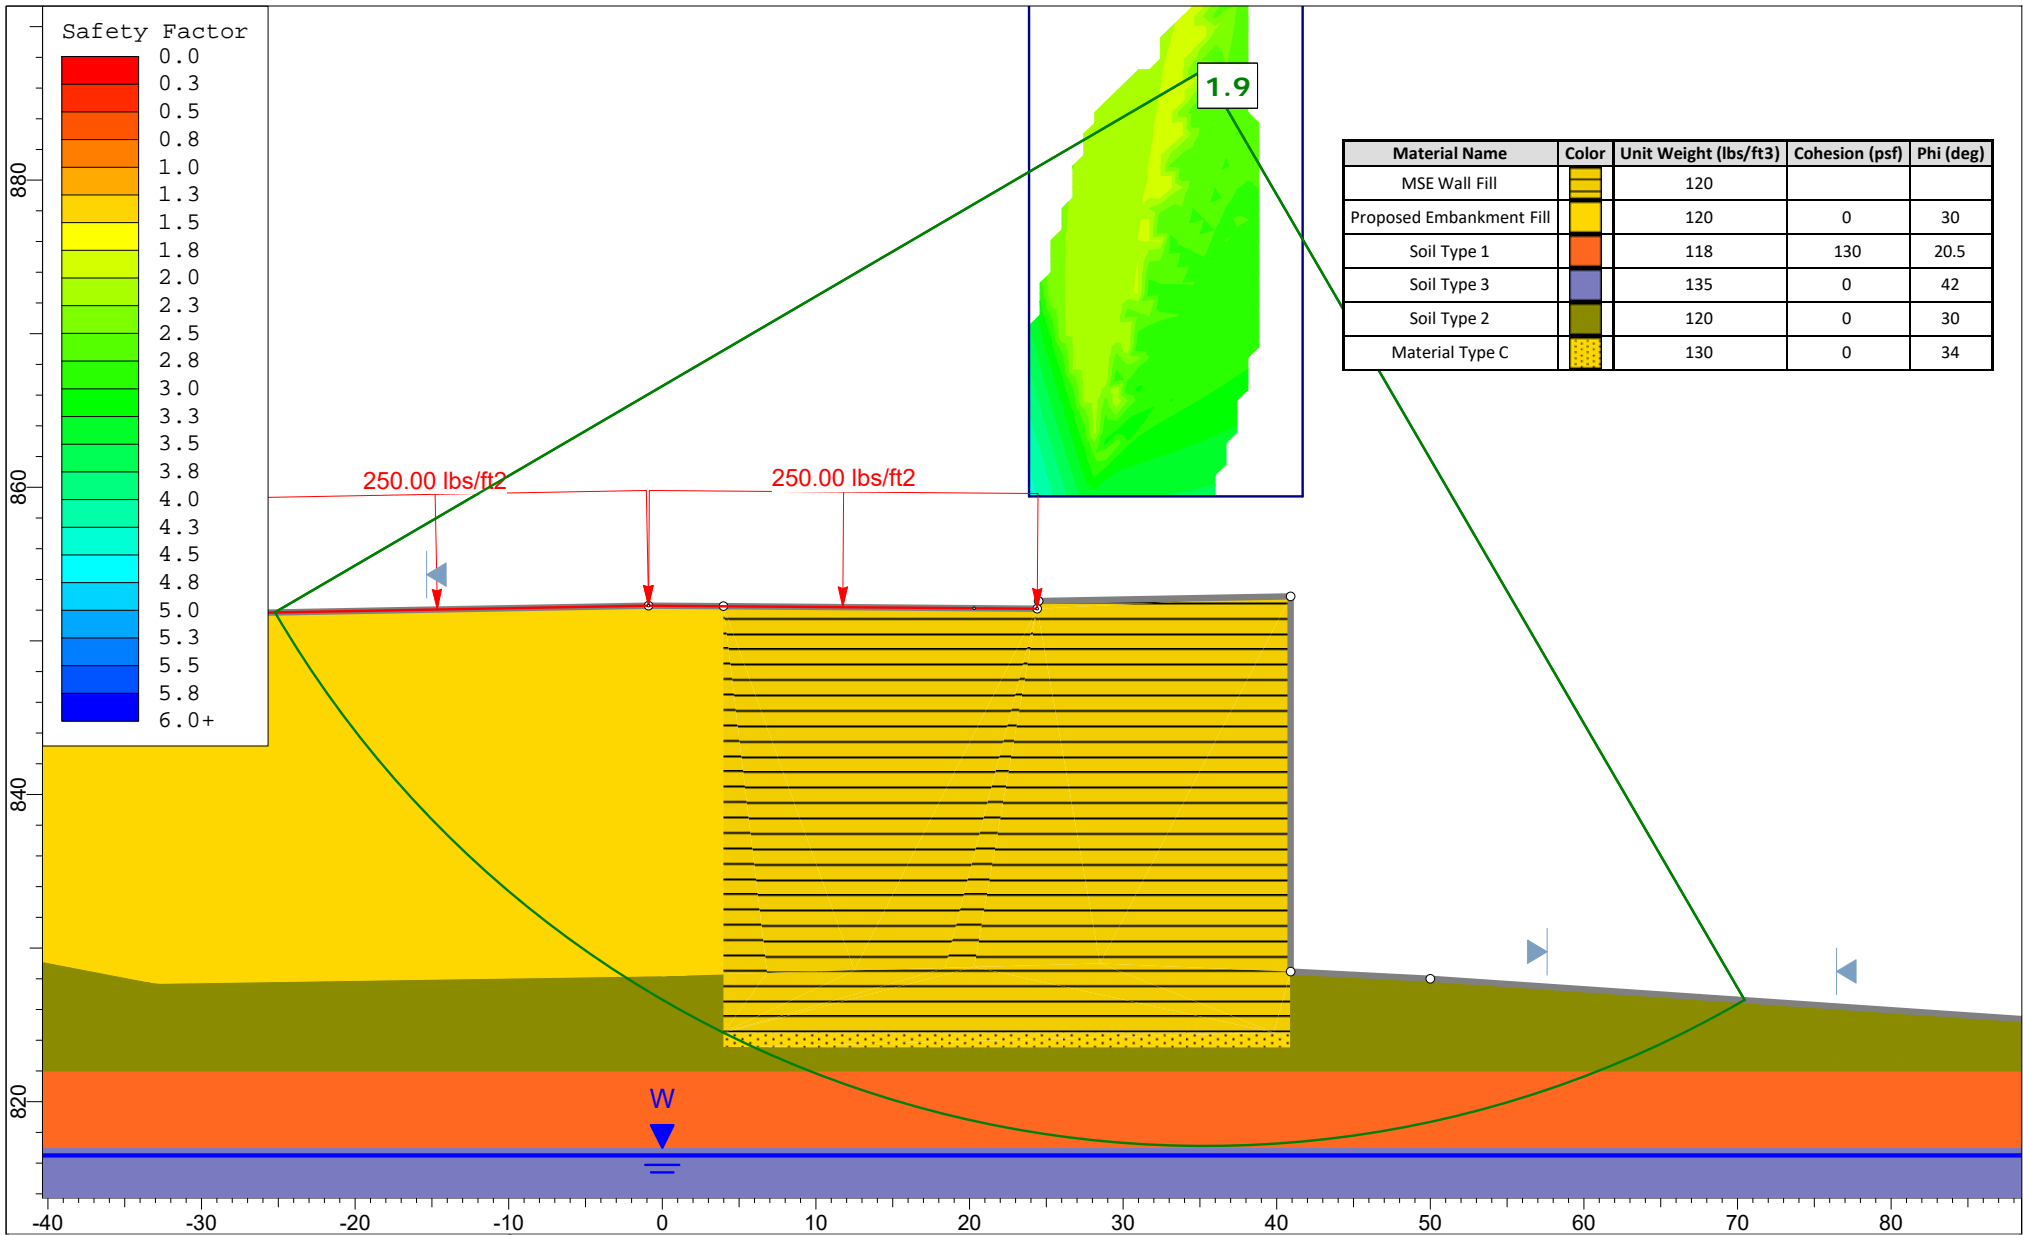 Safety Factor
0.0
0.3
0.5
0.8
1.0
1.3
1.5
1.8
2.0
2.3
2.5
2.8
3.0
3.3
3.5
3.8
4.0
4.3
4.5
4.8
5.0
5.3
5.5
5.8
6.0+
1.9
Material Name Color Unit Weight (lbs/ft3) Cohesion (psf) Phi (deg)
MSE Wall Fill 120
Proposed Embankment Fill 120 0 30
Soil Type 1 118 130 20.5
Soil Type 3 135 0 42
Soil Type 2 120 0 30
Material Type C 130 0 34
250.00 lbs/ft2
250.00 lbs/ft2
880
860
840
820
W
-40 -30 -20 -10 0 10 20 30 40 50 60 70 80